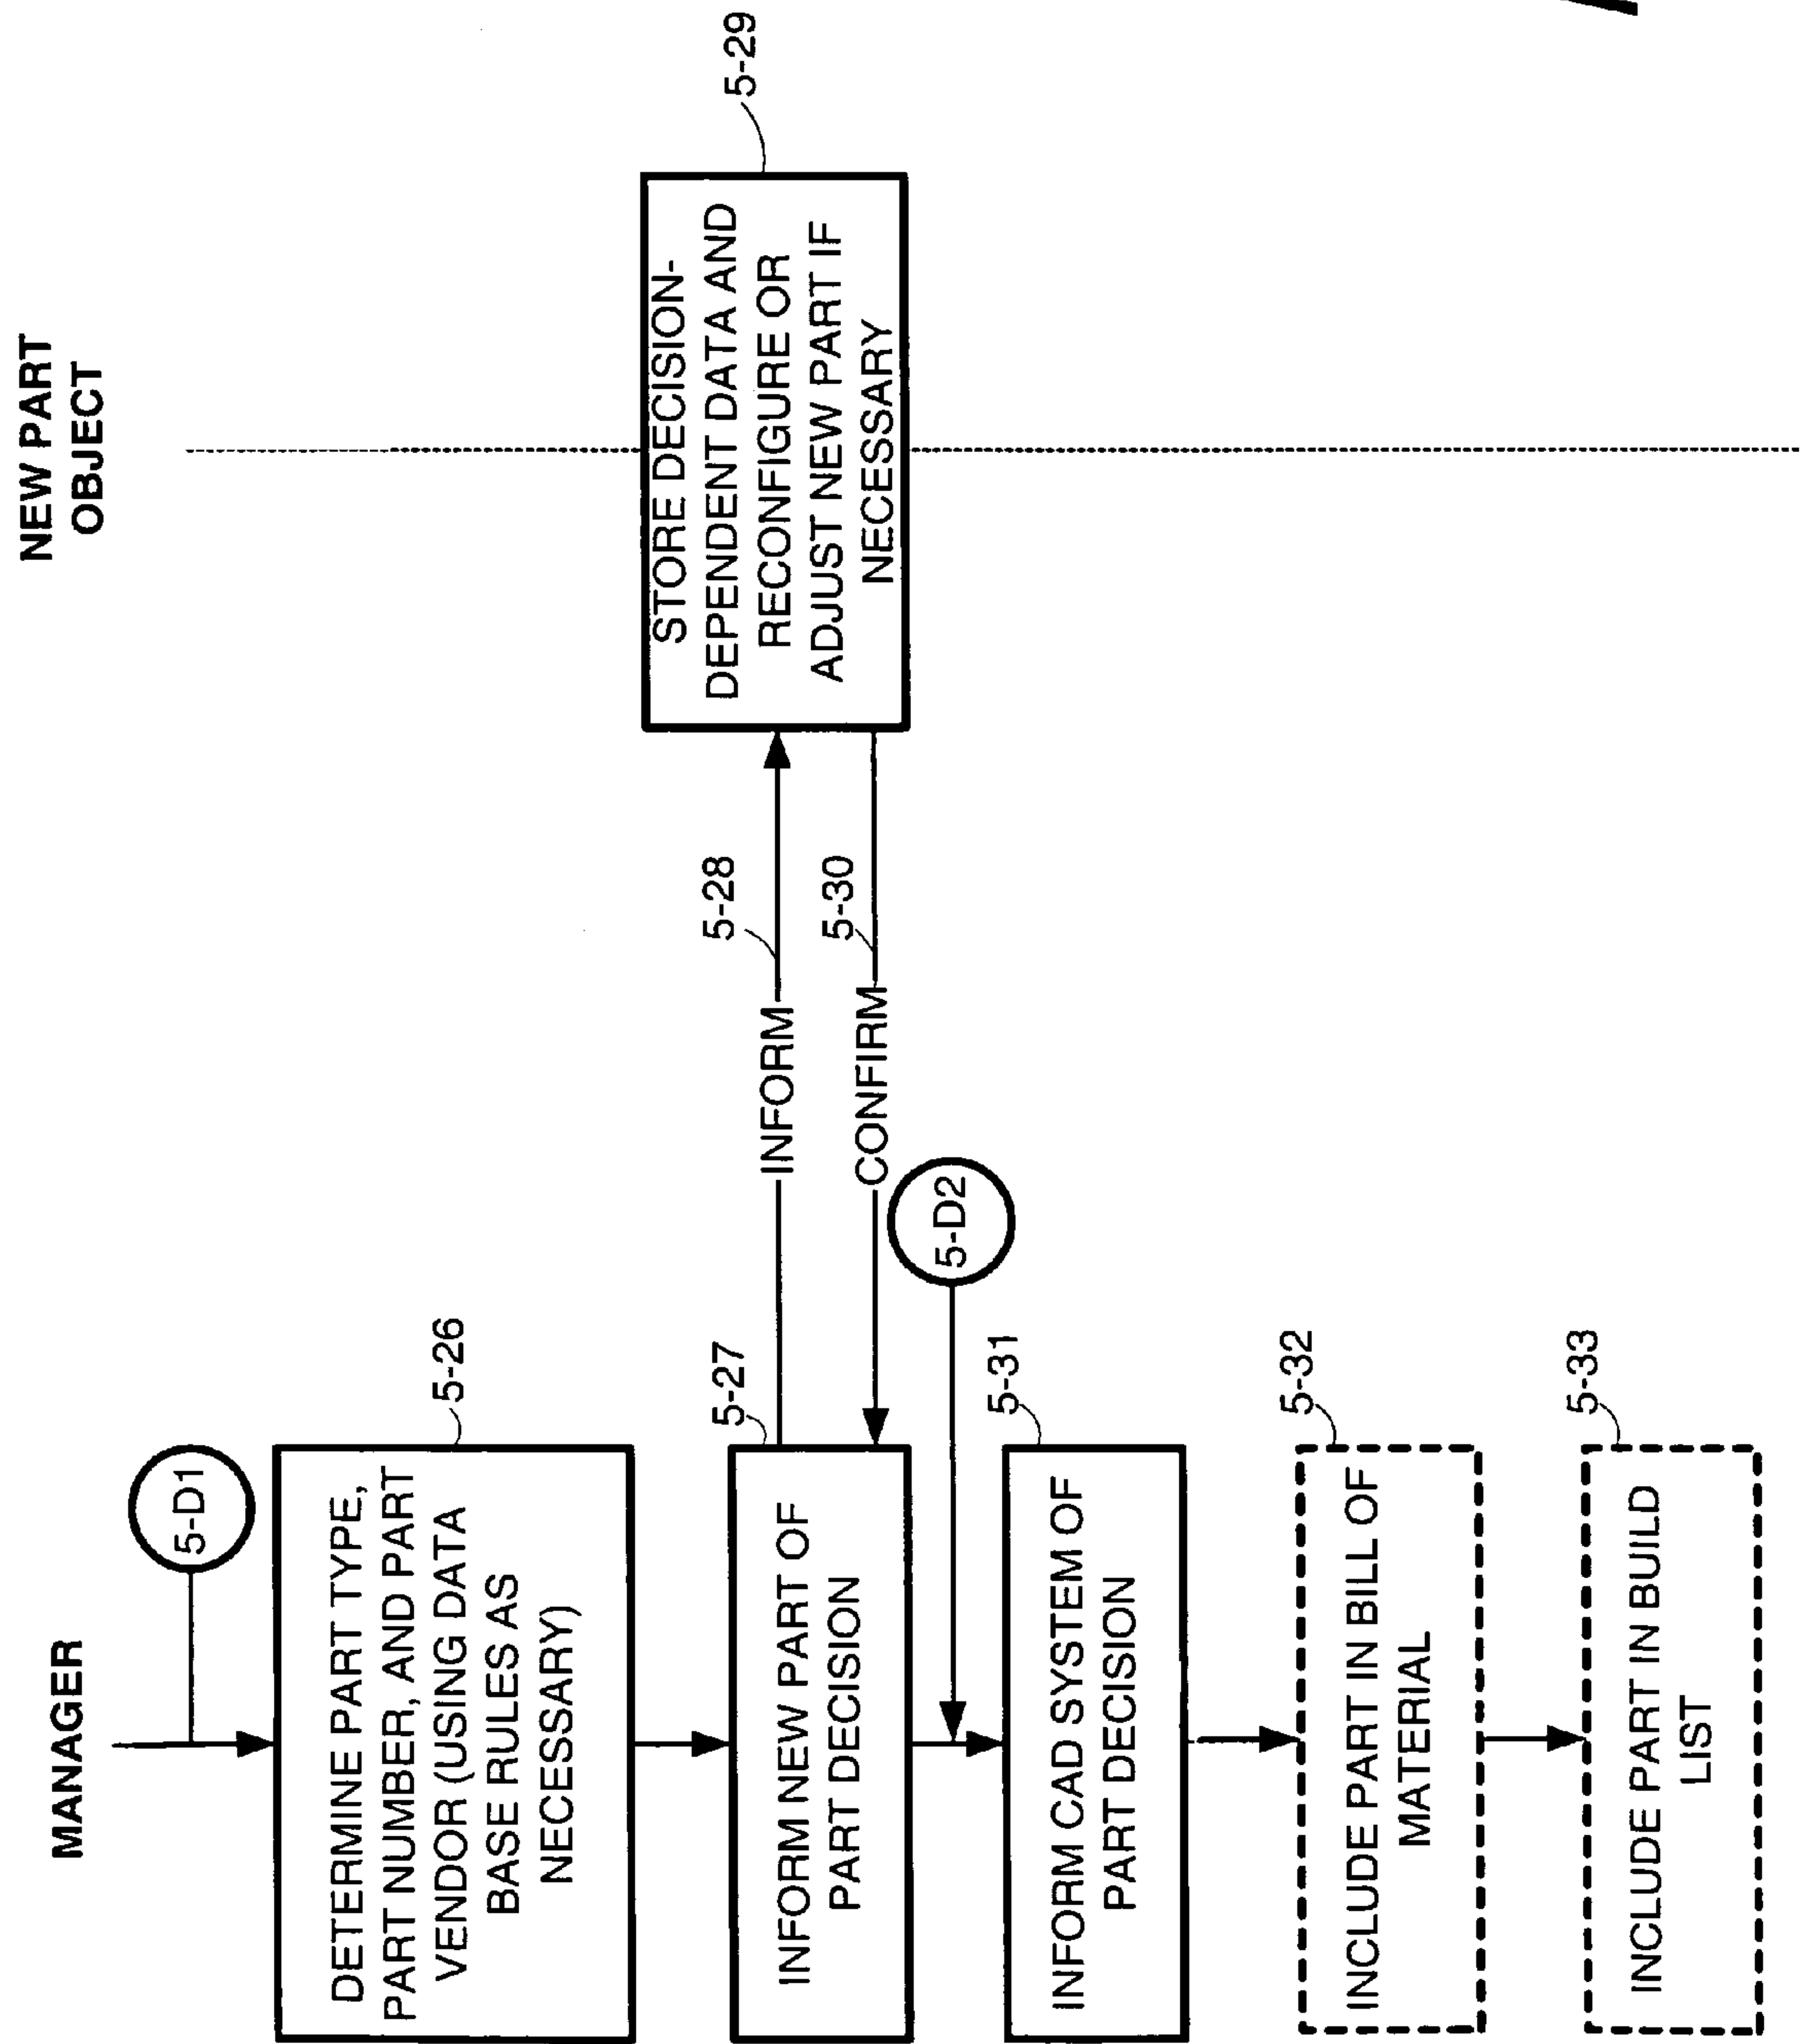 MANAGER
NEW PART
OBJECT
5-D1
DETERMINE PART TYPE,
PART NUMBER, AND PART
VENDOR (USING DATA
BASE RULES AS
NECESSARY)
5-26
INFORM NEW PART OF
PART DECISION
5-27
INFORM
5-28
STORE DECISION-
DEPENDENT DATA AND
RECONFIGURE OR
ADJUST NEW PART IF
NECESSARY
5-29
CONFIRM
5-30
5-D2
INFORM CAD SYSTEM OF
PART DECISION
5-31
INCLUDE PART IN BILL OF
MATERIAL
5-32
INCLUDE PART IN BUILD
LIST
5-33